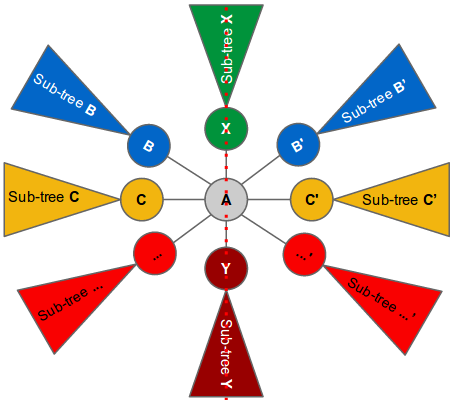 Sub-tree X
X
Sub-tree B
Sub-tree B’
B
B'
Sub-tree C
C
A
C'
Sub-tree C’
...
...'
Y
Sub-tree ...
Sub-tree ...’
Sub-tree Y